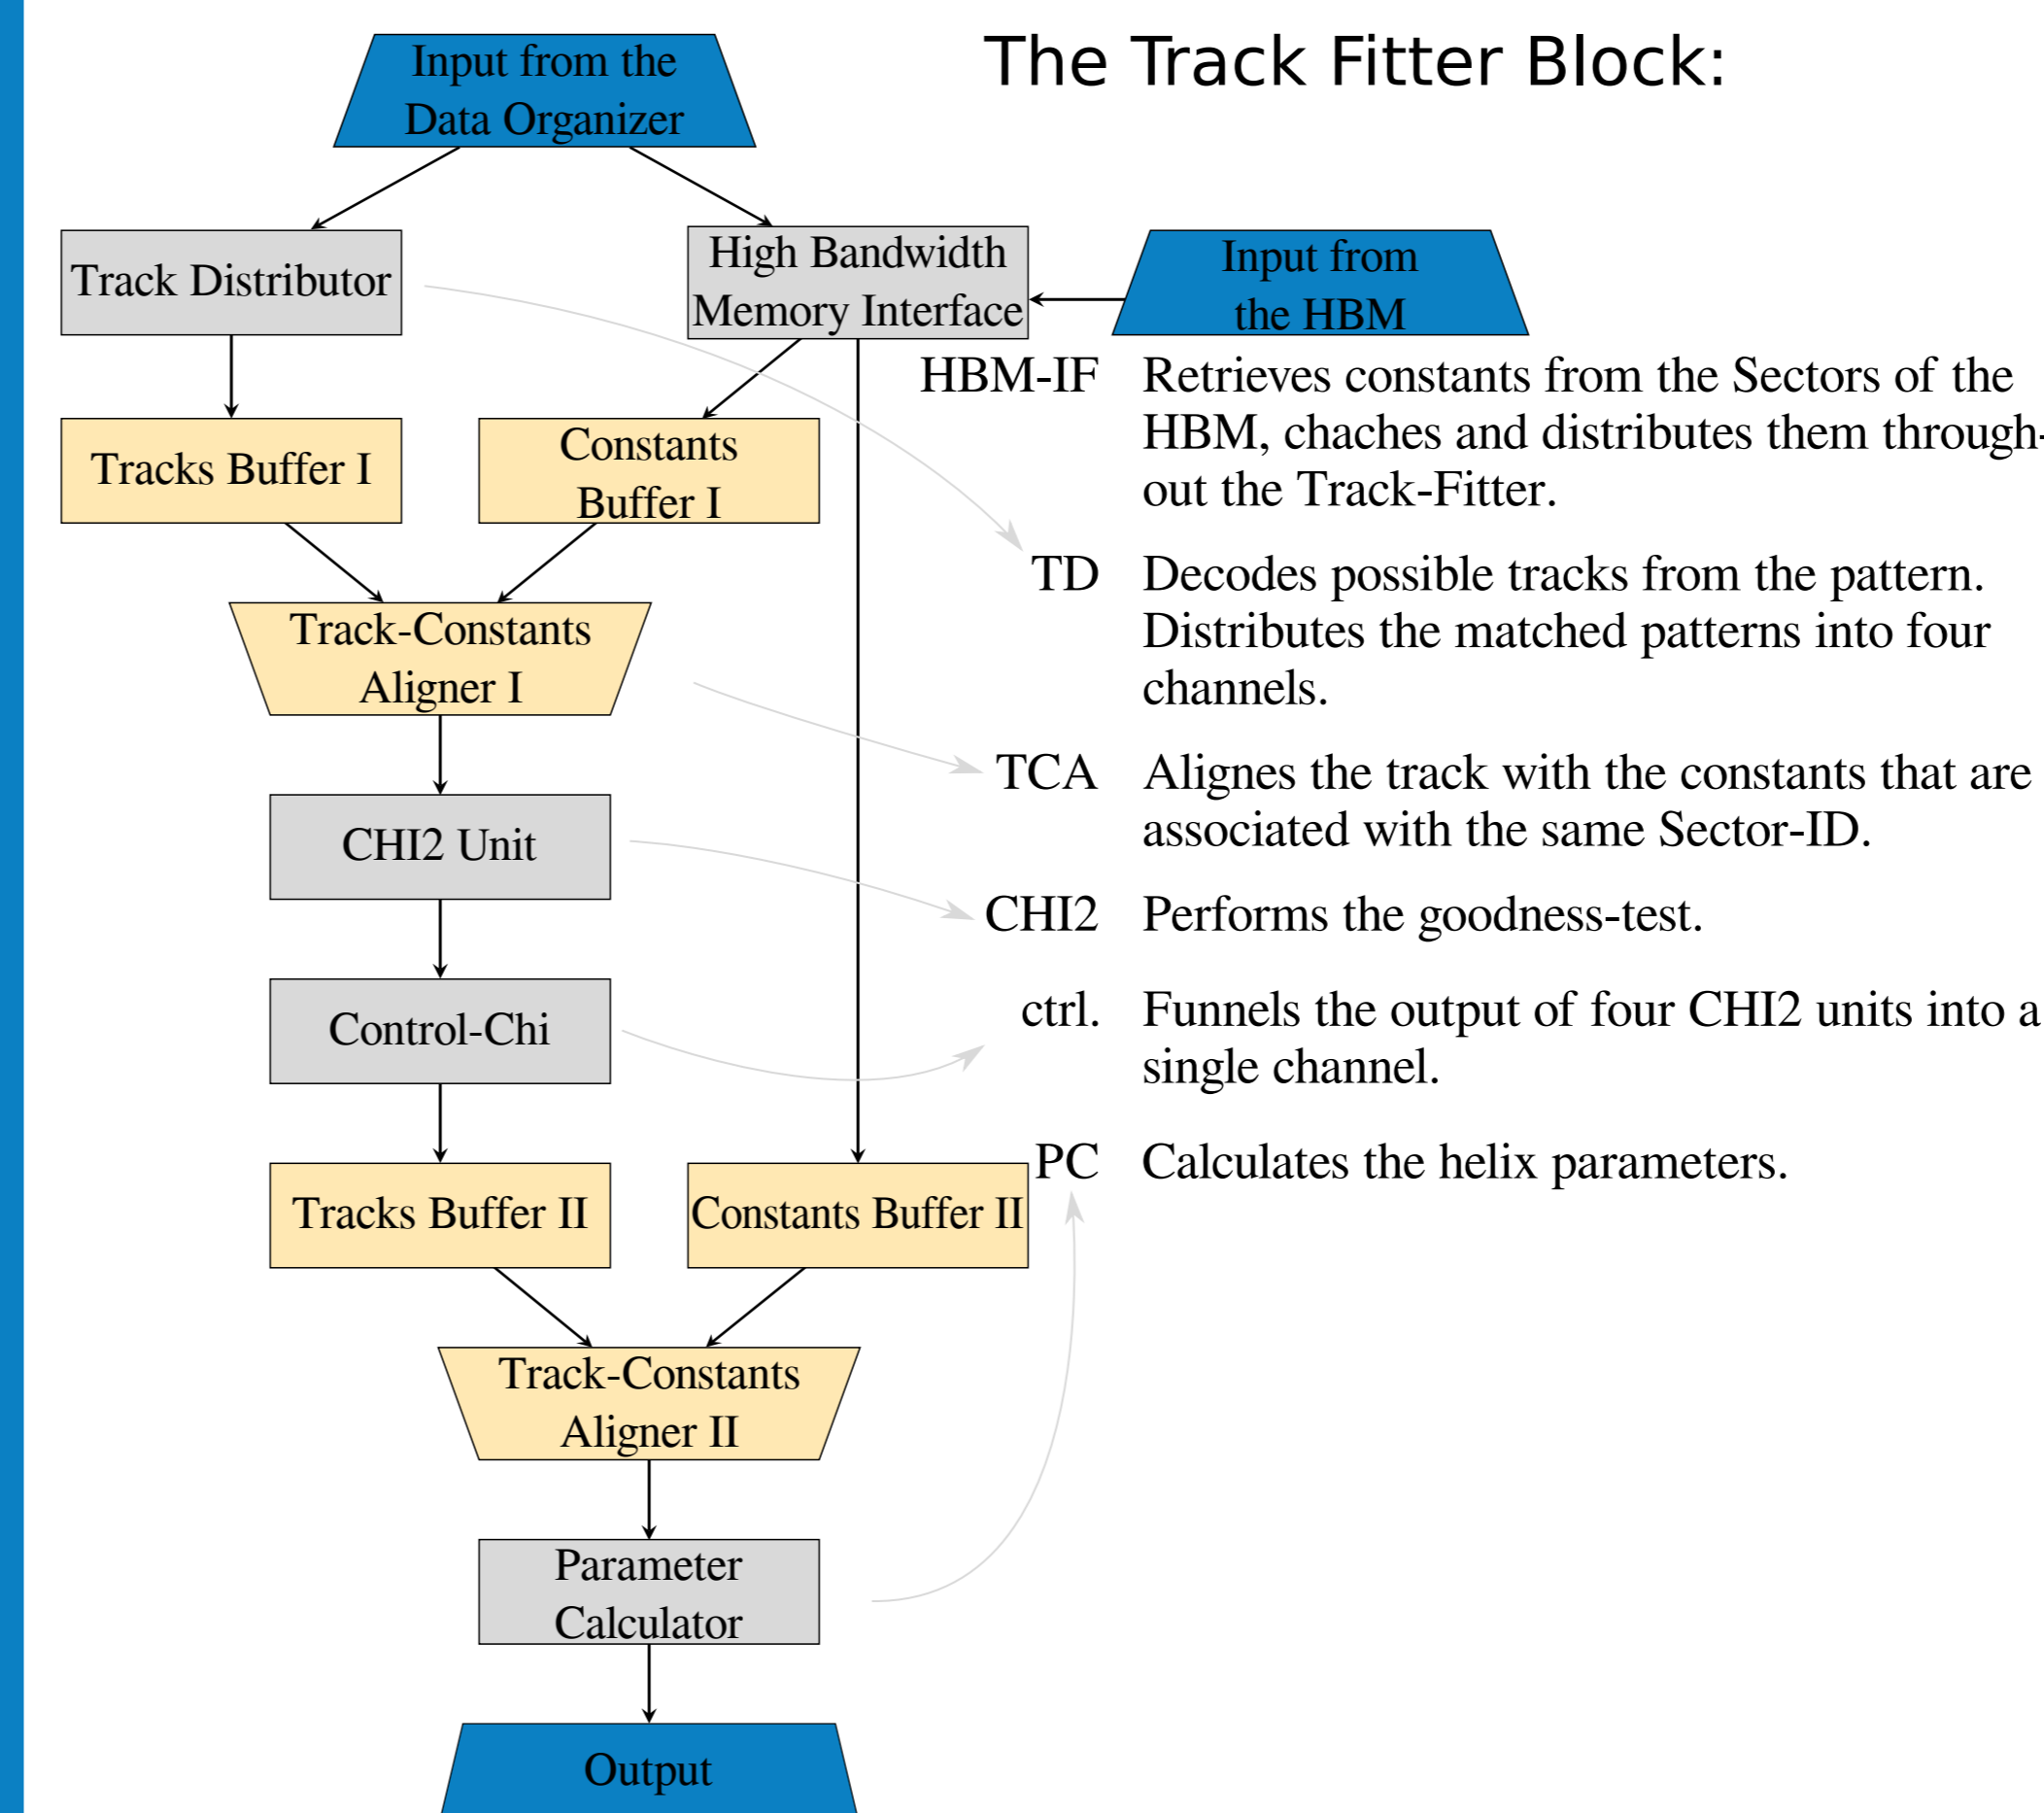 The Track Fitter Block:
Input from the
Data Organizer
Track Distributor
High Bandwidth
Memory Interface
Input from
the HBM
Tracks Buffer I
Constants
Buffer I
Track-Constants
Aligner I
CHI2 Unit
Control-Chi
Tracks Buffer II
Constants Buffer II
Track-Constants
Aligner II
Parameter
Calculator
Output
HBM-IF Retrieves constants from the Sectors of the
HBM, chaches and distributes them through-
out the Track-Fitter.
TD Decodes possible tracks from the pattern.
Distributes the matched patterns into four
channels.
TCA Alignes the track with the constants that are
associated with the same Sector-ID.
CHI2 Performs the goodness-test.
ctrl. Funnels the output of four CHI2 units into a
single channel.
PC Calculates the helix parameters.